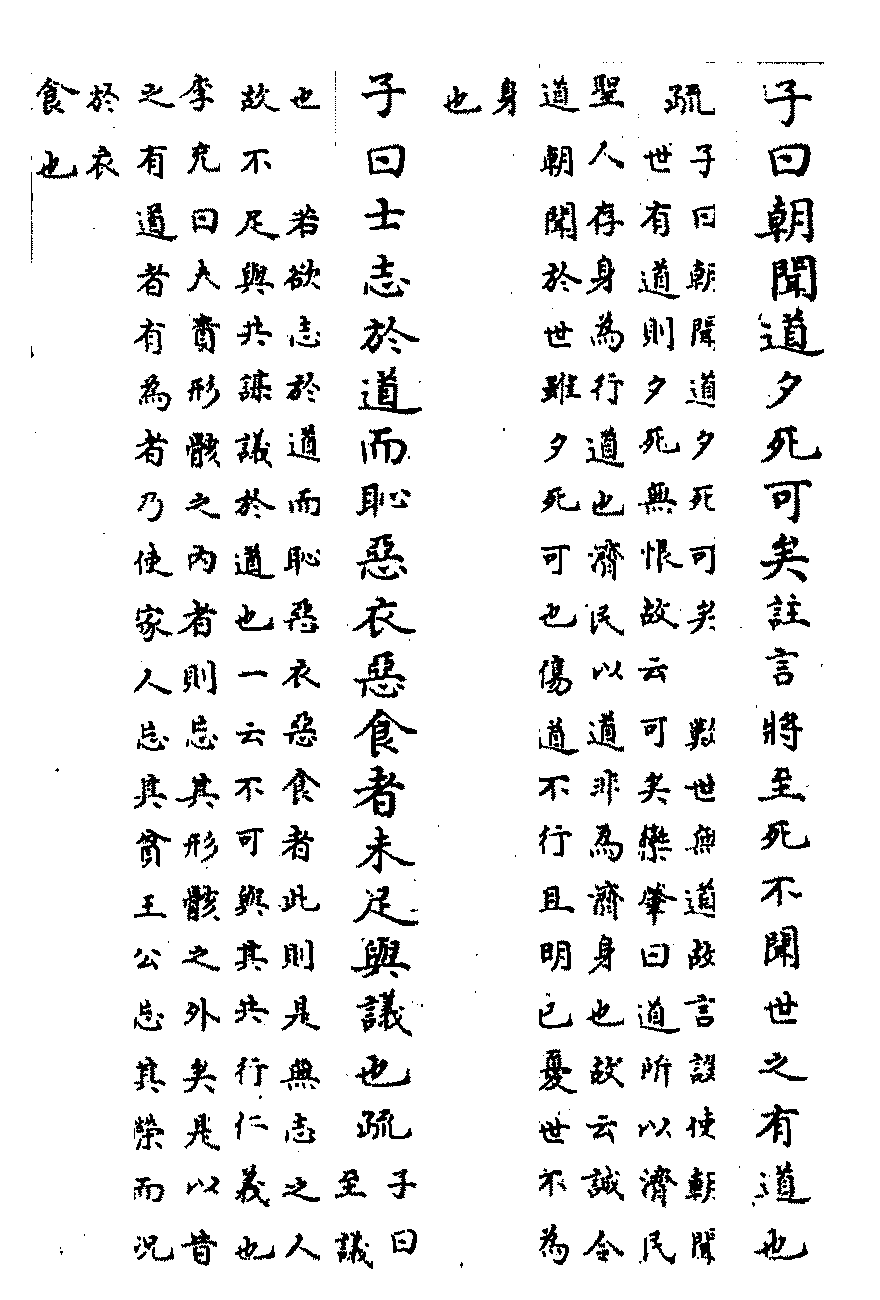 子曰朝聞道夕死可矣註言將至死不聞世之有道也
疏子曰朝聞道夕死可矣 數世無道故言設使朝聞
世有道則夕死無恨故云可矣欒肇曰道所以濟民
聖人存身為行道也濟民以道非為濟身也故云誠令
道朝聞於世雖夕死可也傷道不行且明已憂世不為
身
也
子曰士志於道而恥惡衣惡食者未足與議也疏子曰
至議
也 若欲志於道而恥惡衣惡食者此則是無志之人
故不足與共謀議於道也一云不可與其共行仁義也
李充曰夫貴形骸之內者則忘其形骸之外矣是以昔
之有道者有為者乃使家人忘其貧王公忘其榮而況
於衣
食也